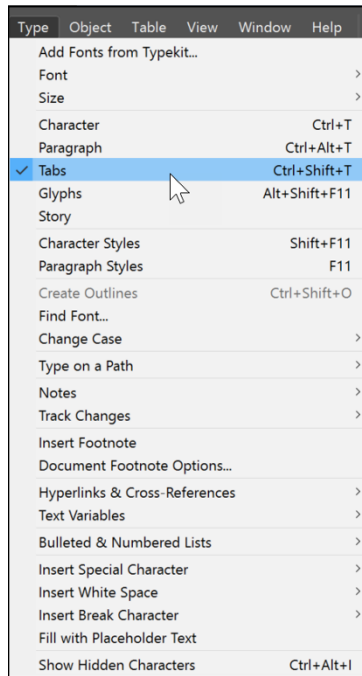 Type Object Table View Window Help
Add Fonts from Typekit...
Font
Size
Character Ctrl+T
Paragraph Ctrl+Alt+T
Tabs Ctrl+Shift+T
Glyphs Alt+Shift+F11
Story
Character Styles Shift+F11
Paragraph Styles F11
Create Outlines Ctrl+Shift+O
Find Font...
Change Case
Type on a Path
Notes
Track Changes
Insert Footnote
Document Footnote Options...
Hyperlinks & Cross-References
Text Variables
Bulleted & Numbered Lists
Insert Special Character
Insert White Space
Insert Break Character
Fill with Placeholder Text
Show Hidden Characters Ctrl+Alt+I